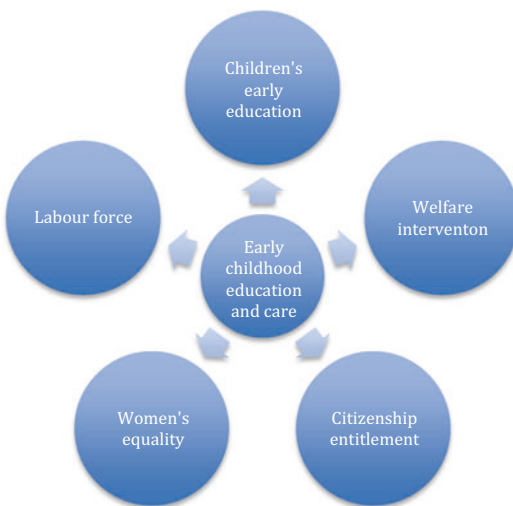 Children's
early
education
Labour force
Welfare
interventon
Early
childhood
education
and care
Women's
equality
Citizenship
entitlement